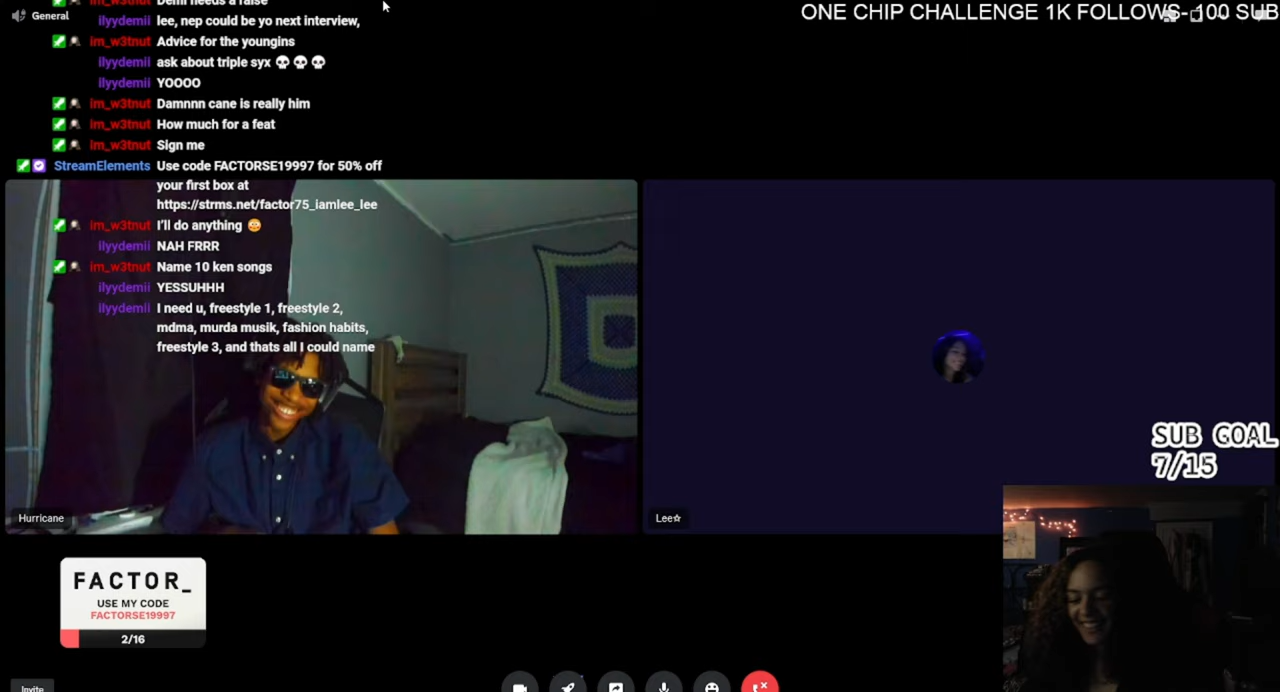 General
ONE CHIP CHALLENGE 1K FOLLOWS- 100 SUB
Demi needs a raise
ilyydemii lee, nep could be yo next interview,
im_w3tnut Advice for the youngins
ilyydemii ask about triple syx 💀 💀 💀
ilyydemii YOOOO
im_w3tnut Damnnn cane is really him
im_w3tnut How much for a feat
im_w3tnut Sign me
StreamElements Use code FACTORSE19997 for 50% off
your first box at
https://strms.net/factor75_iamlee_lee
im_w3tnut I'll do anything 😳
ilyydemii NAH FRRR
im_w3tnut Name 10 ken songs
ilyydemii YESSUHHH
ilyydemii I need u, freestyle 1, freestyle 2,
mdma, murda musik, fashion habits,
freestyle 3, and thats all I could name
SUB GOAL
7/15
Hurricane
Lee☆
FACTOR_
USE MY CODE
FACTORSE19997
2/16
Invite